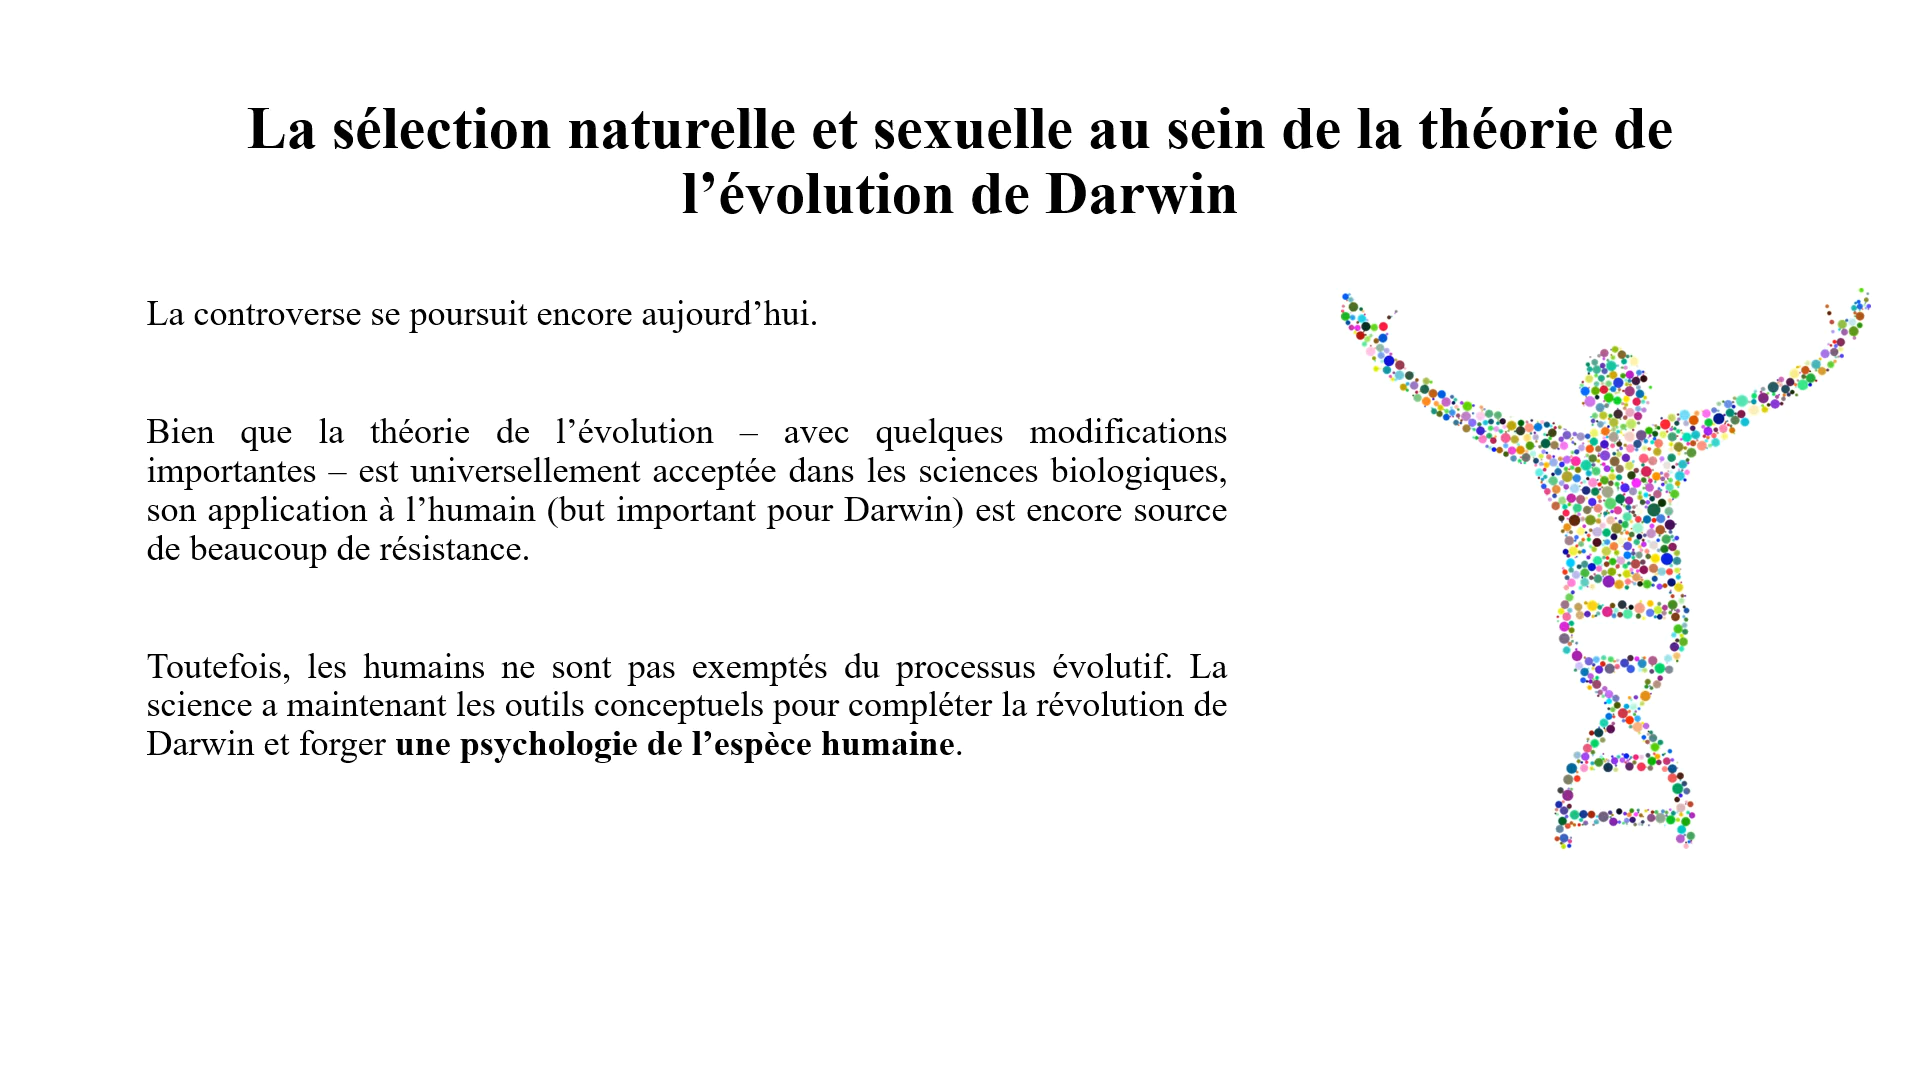 La sélection naturelle et sexuelle au sein de la théorie de
l’évolution de Darwin
La controverse se poursuit encore aujourd’hui.
Bien que la théorie de l’évolution – avec quelques modifications
importantes – est universellement acceptée dans les sciences biologiques,
son application à l’humain (but important pour Darwin) est encore source
de beaucoup de résistance.
Toutefois, les humains ne sont pas exemptés du processus évolutif. La
science a maintenant les outils conceptuels pour compléter la révolution de
Darwin et forger une psychologie de l’espèce humaine.